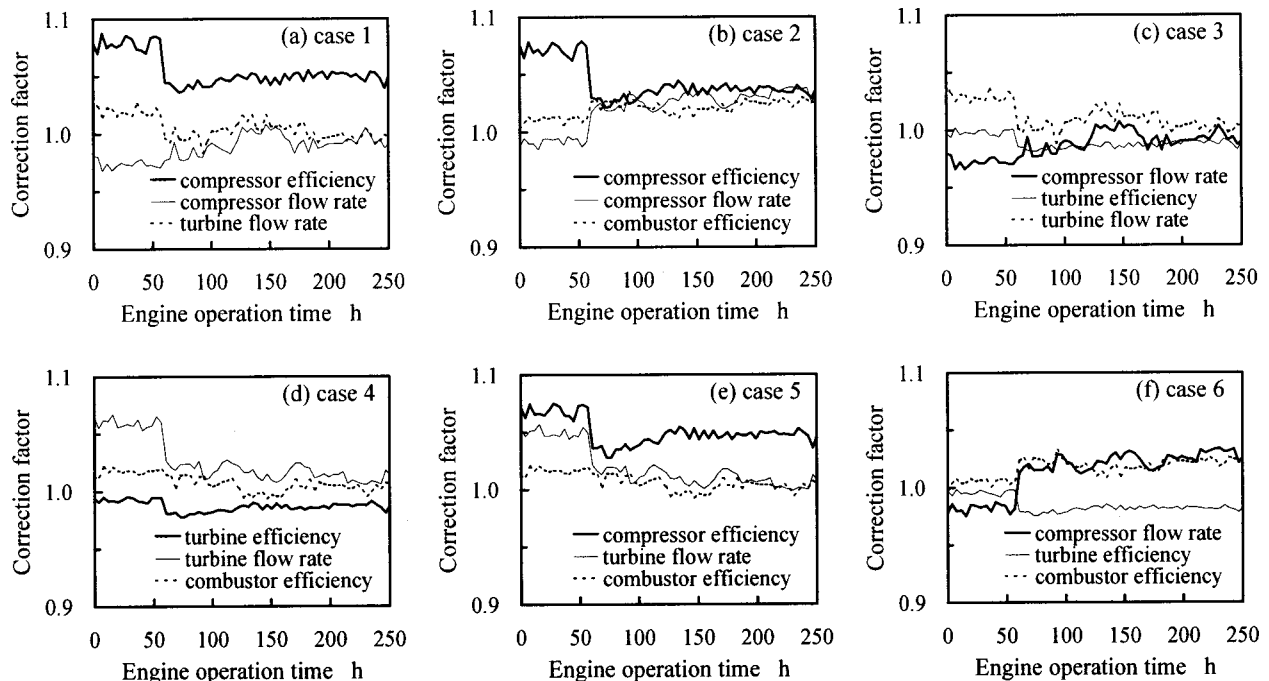 1.1
(a) case 1
Correction factor
1.0
compressor efficiency
compressor flow rate
turbine flow rate
0.9
0 50 100 150 200 250
Engine operation time h
1.1
(b) case 2
Correction factor
1.0
compressor efficiency
compressor flow rate
combustor efficiency
0.9
0 50 100 150 200 250
Engine operation time h
1.1
(c) case 3
Correction factor
1.0
compressor flow rate
turbine efficiency
turbine flow rate
0.9
0 50 100 150 200 250
Engine operation time h
1.1
(d) case 4
Correction factor
1.0
turbine efficiency
turbine flow rate
combustor efficiency
0.9
0 50 100 150 200 250
Engine operation time h
1.1
(e) case 5
Correction factor
1.0
compressor efficiency
turbine flow rate
combustor efficiency
0.9
0 50 100 150 200 250
Engine operation time h
1.1
(f) case 6
Correction factor
1.0
compressor flow rate
turbine efficiency
combustor efficiency
0.9
0 50 100 150 200 250
Engine operation time h